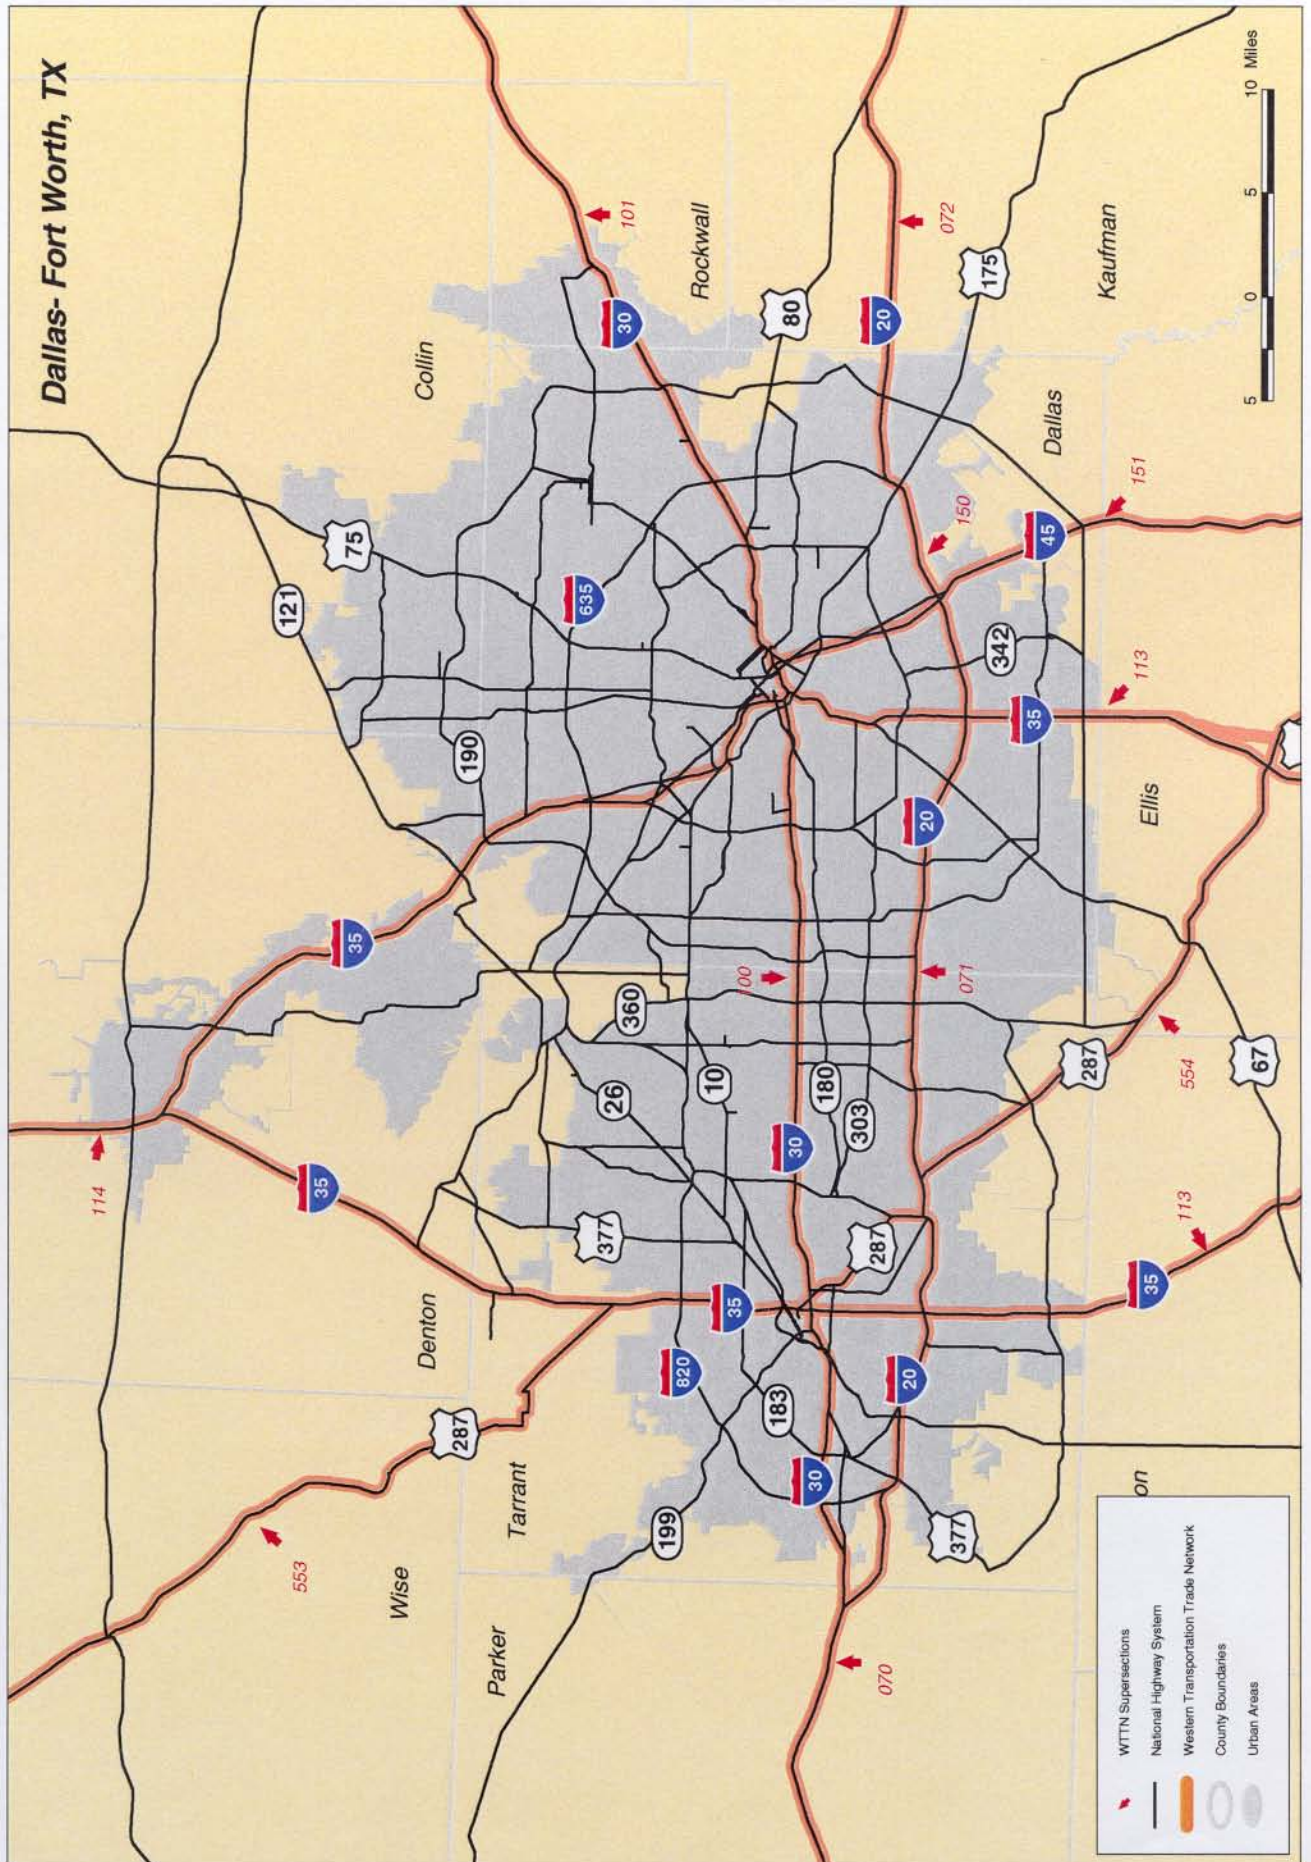 Dallas- Fort Worth, TX
114
121
553
35
75
35
Wise
Denton
Collin
287
190
Parker
Tarrant
635
377
26
30
101
360
199
820
Rockwall
10
35
100
183
80
30
30
180
303
287
20
070
20
20
072
377
150
071
175
342
35
45
Dallas
287
Kaufman
on
113
151
35
Ellis
113
554
67
5 0 5 10 Miles
WTTN Supersections
National Highway System
Western Transportation Trade Network
County Boundaries
Urban Areas